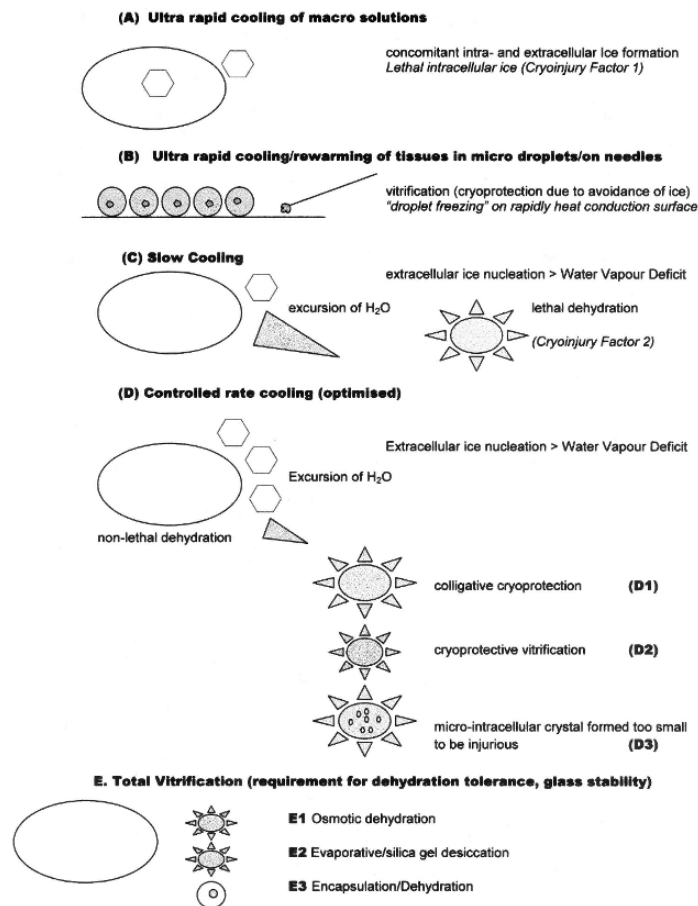 (A) Ultra rapid cooling of macro solutions
concomitant intra- and extracellular Ice formation
Lethal intracellular ice (Cryoinjury Factor 1)
(B) Ultra rapid cooling/rewarming of tissues in micro droplets/on needles
vitrification (cryoprotection due to avoidance of ice)
"droplet freezing" on rapidly heat conduction surface
(C) Slow Cooling
extracellular ice nucleation > Water Vapour Deficit
excursion of H₂O
lethal dehydration
(Cryoinjury Factor 2)
(D) Controlled rate cooling (optimised)
Extracellular ice nucleation > Water Vapour Deficit
Excursion of H₂O
non-lethal dehydration
colligative cryoprotection (D1)
cryoprotective vitrification (D2)
micro-intracellular crystal formed too small
to be injurious (D3)
E. Total Vitrification (requirement for dehydration tolerance, glass stability)
E1 Osmotic dehydration
E2 Evaporative/silica gel desiccation
E3 Encapsulation/Dehydration